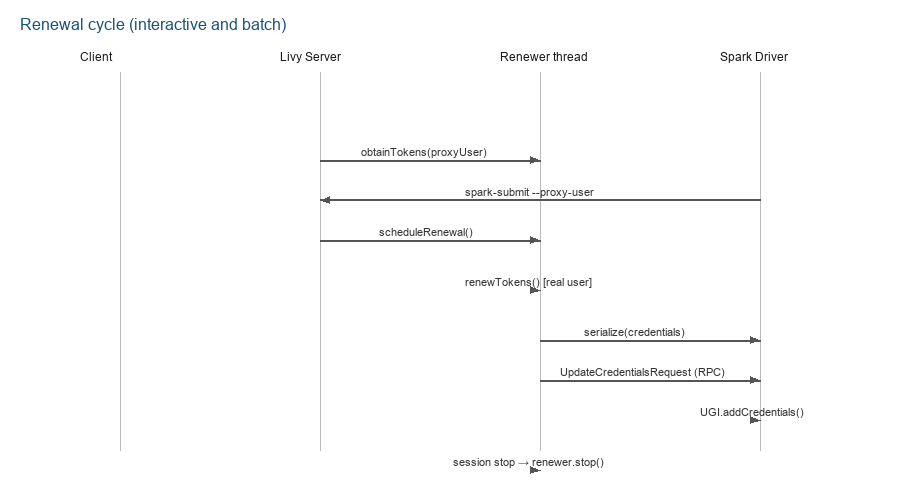 Renewal cycle (interactive and batch)
Client Livy Server Renewer thread Spark Driver
obtainTokens(proxyUser)
spark-submit --proxy-user
scheduleRenewal()
renewTokens() [real user]
serialize(credentials)
UpdateCredentialsRequest (RPC)
UGI.addCredentials()
session stop → renewer.stop()